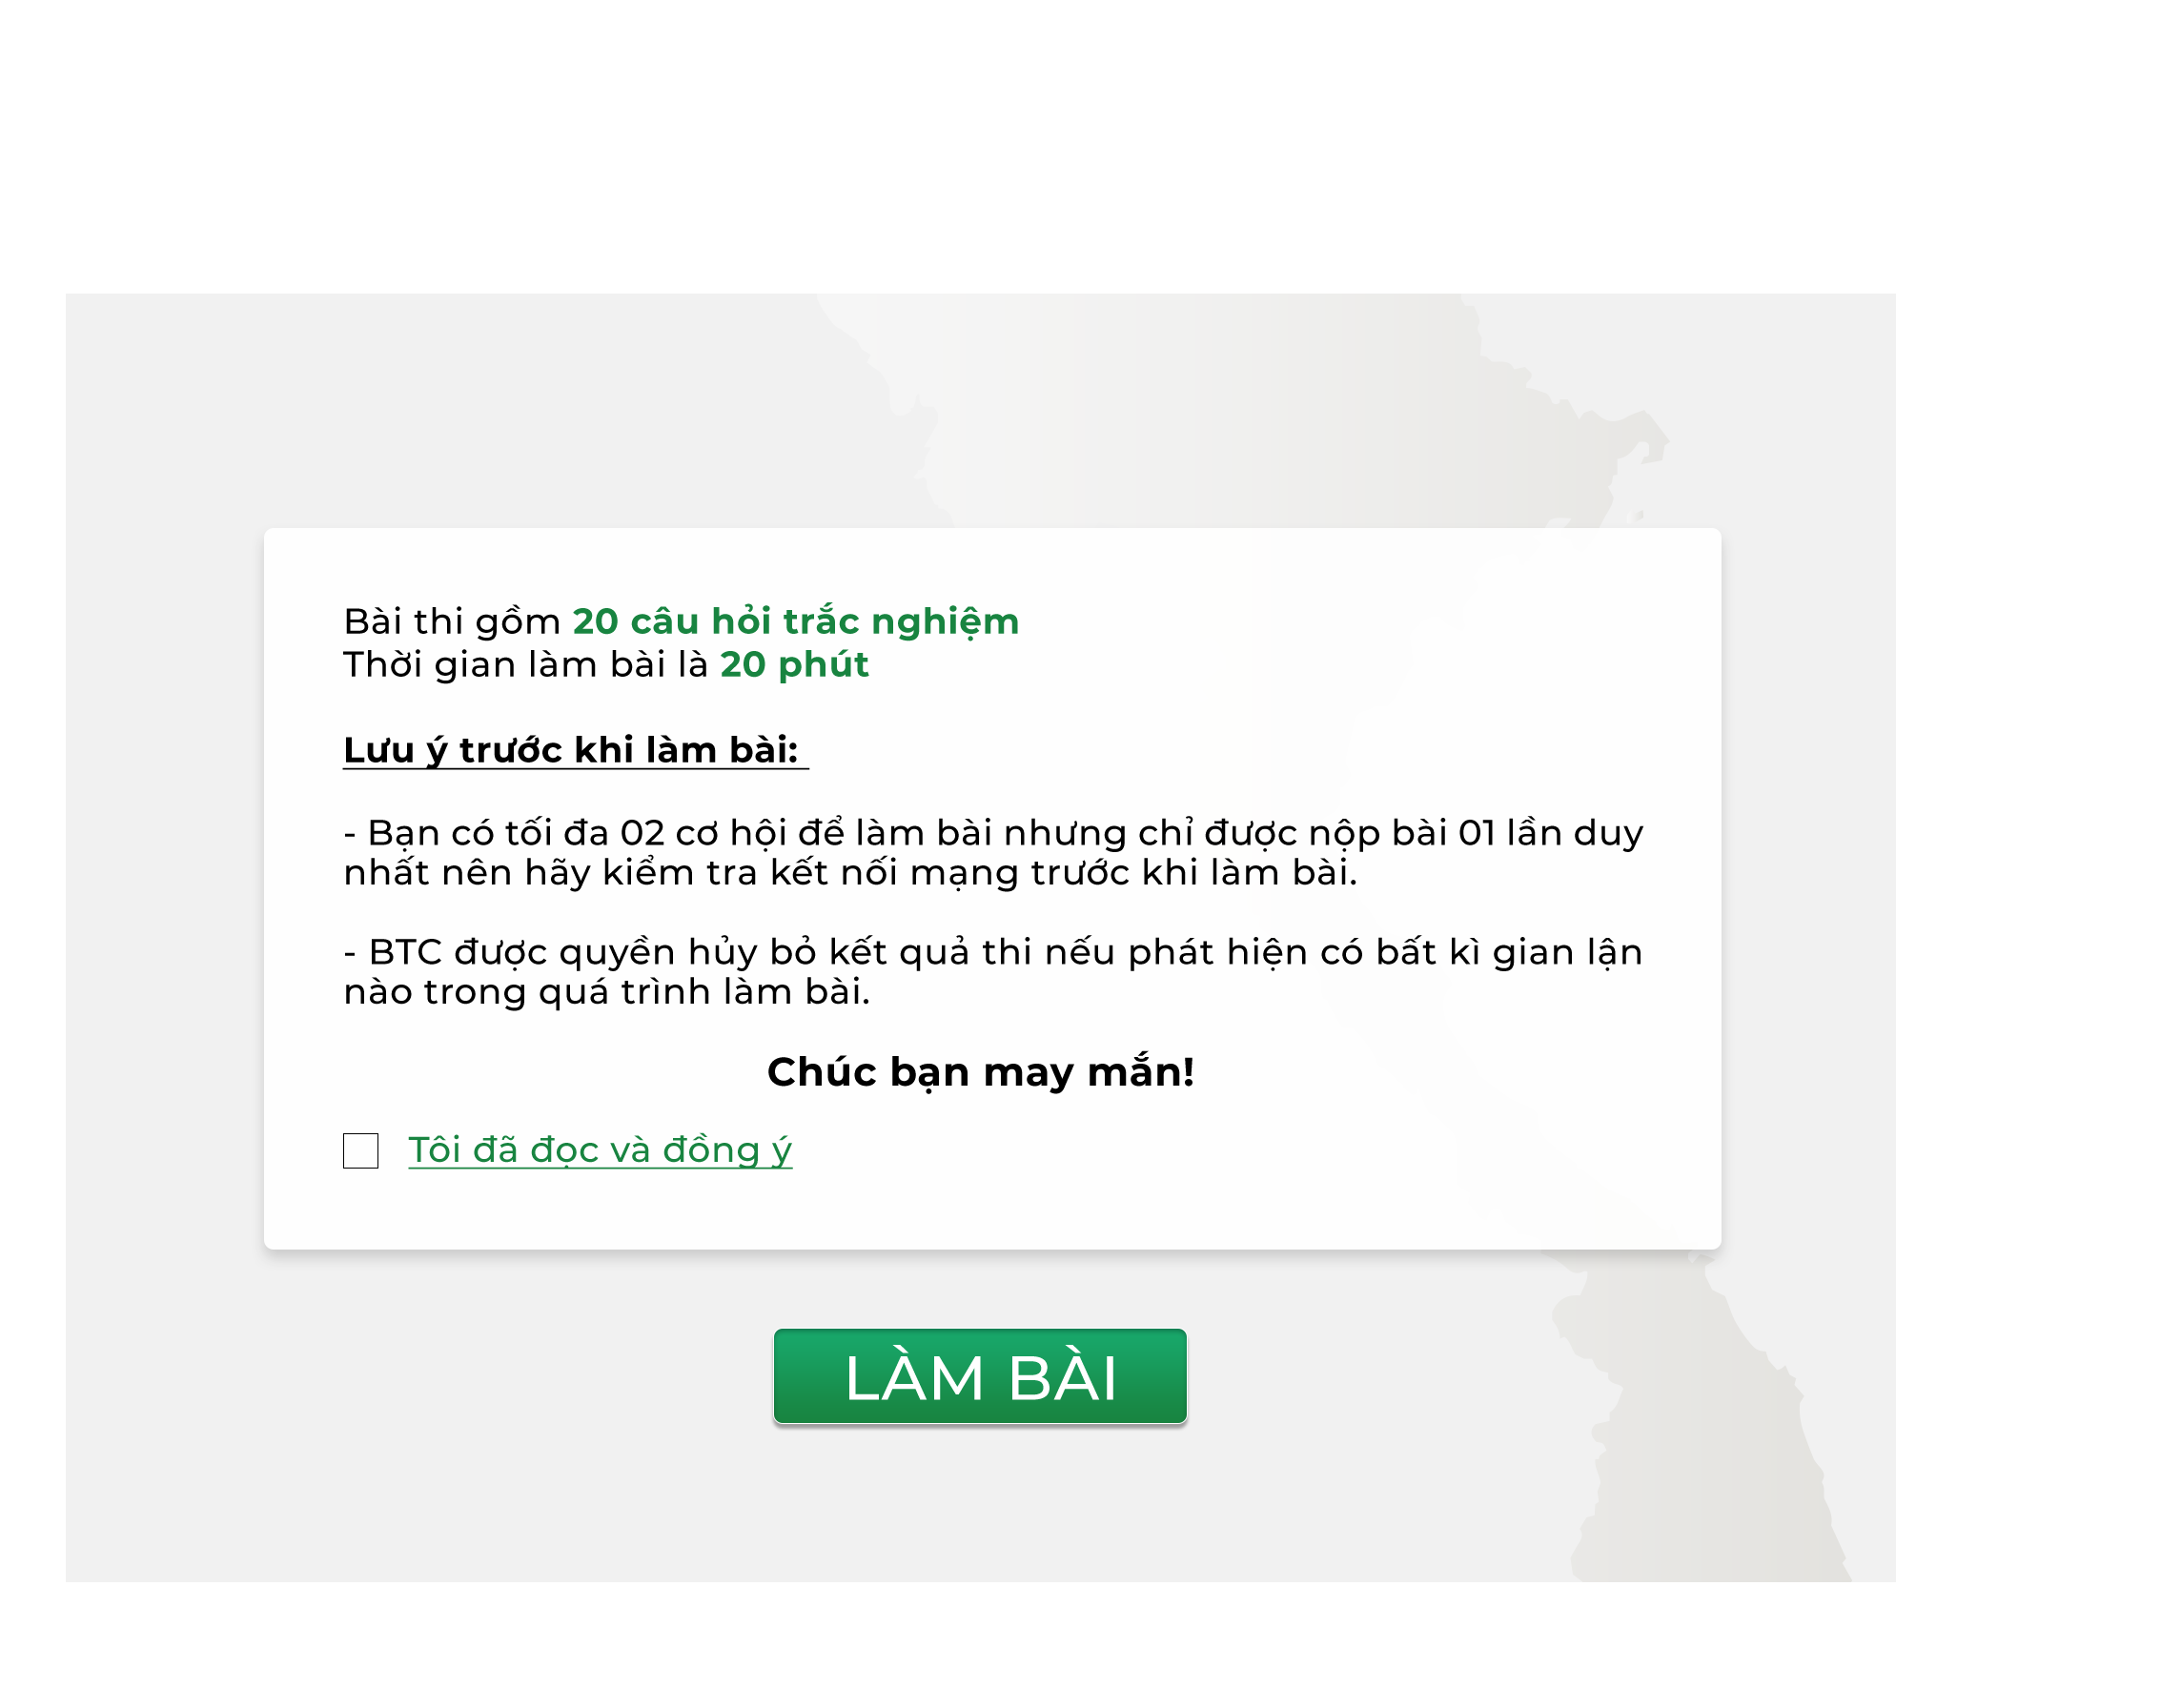 Bài thi gồm 20 câu hỏi trắc nghiệm
Thời gian làm bài là 20 phút
Lưu ý trước khi làm bài:
- Bạn có tối đa 02 cơ hội để làm bài nhưng chỉ được nộp bài 01 lần duy
nhất nên hãy kiểm tra kết nối mạng trước khi làm bài.
- BTC được quyền hủy bỏ kết quả thi nếu phát hiện có bất kì gian lận
nào trong quá trình làm bài.
Chúc bạn may mắn!
Tôi đã đọc và đồng ý
LÀM BÀI